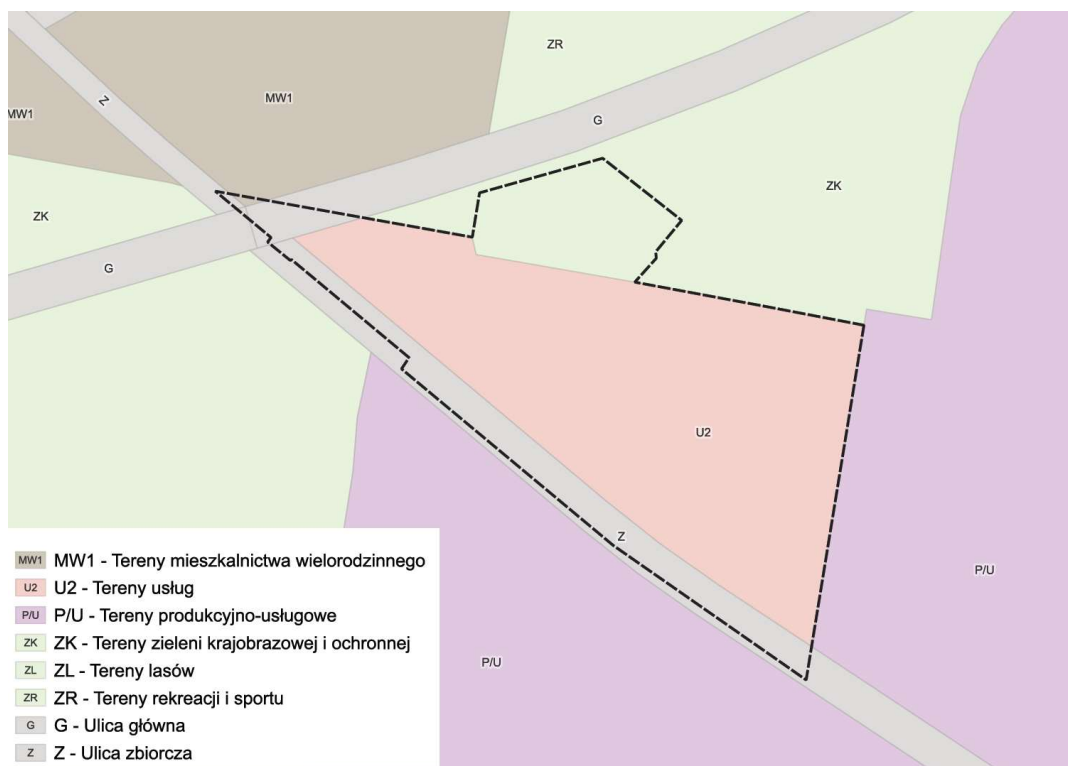 ZR
Z
MW1
MW1
G
ZK
ZK
G
U2
Z
P/U
P/U
MW1 MW1 - Tereny mieszkalnictwa wielorodzinnego
U2 U2 - Tereny usług
P/U P/U - Tereny produkcyjno-usługowe
ZK ZK - Tereny zieleni krajobrazowej i ochronnej
ZL ZL - Tereny lasów
ZR ZR - Tereny rekreacji i sportu
G G - Ulica główna
Z Z - Ulica zbiorcza